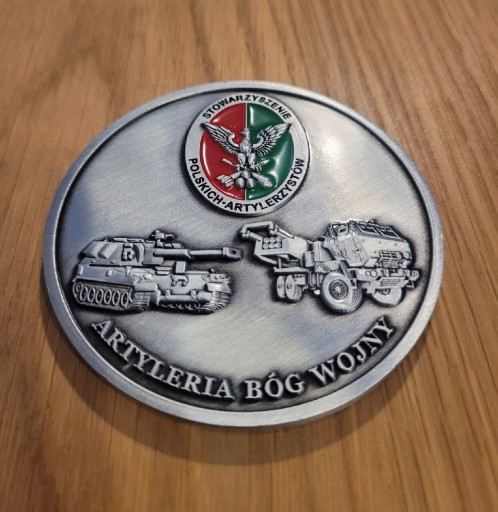 STOWARZYSZENIE
POLSKICH-ARTYLERZYSTÓW
ARTYLERIA BÓG WOJNY